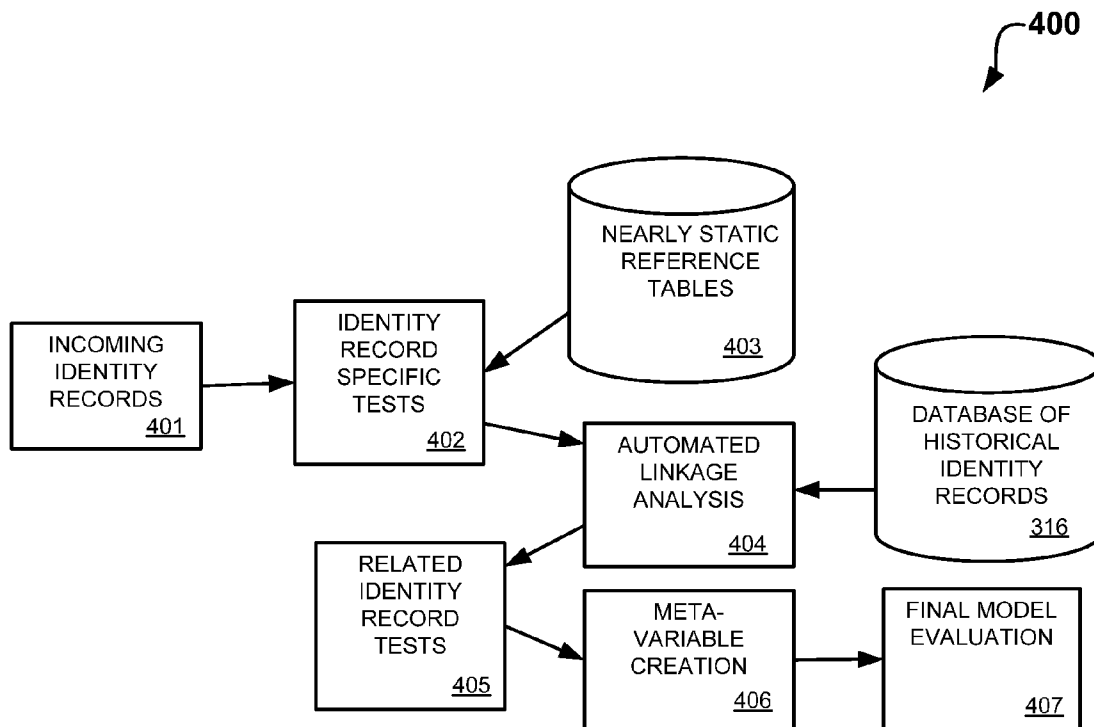 400
NEARLY STATIC
REFERENCE
TABLES
403
IDENTITY
RECORD
SPECIFIC
TESTS
402
INCOMING
IDENTITY
RECORDS
401
DATABASE OF
HISTORICAL
IDENTITY
RECORDS
316
AUTOMATED
LINKAGE
ANALYSIS
404
RELATED
IDENTITY
RECORD
TESTS
405
META-
VARIABLE
CREATION
406
FINAL MODEL
EVALUATION
407